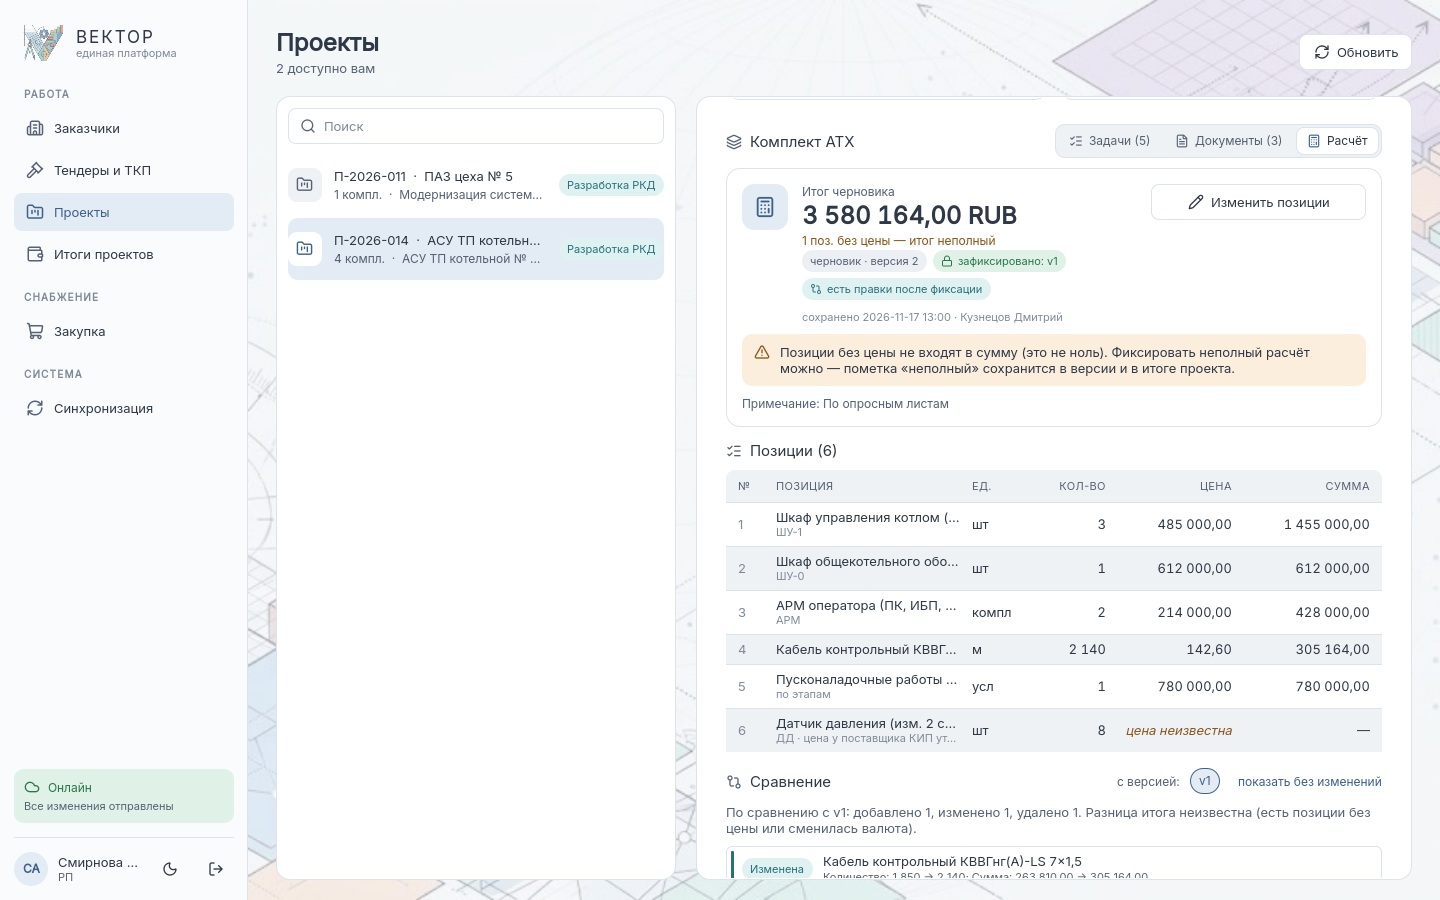 ВЕКТОР
единая платформа
РАБОТА
Заказчики
Тендеры и ТКП
Проекты
Итоги проектов
СНАБЖЕНИЕ
Закупка
СИСТЕМА
Синхронизация
Онлайн
Все изменения отправлены
СА
Смирнова ...
РП
Проекты
2 доступно вам
Обновить
Поиск
П-2026-011 · ПАЗ цеха № 5
1 компл. · Модернизация систем...
Разработка РКД
П-2026-014 · АСУ ТП котельн...
4 компл. · АСУ ТП котельной № ...
Разработка РКД
Комплект АТХ
Задачи (5)
Документы (3)
Расчёт
Итог черновика
3 580 164,00 RUB
1 поз. без цены — итог неполный
черновик · версия 2
зафиксировано: v1
есть правки после фиксации
сохранено 2026-11-17 13:00 · Кузнецов Дмитрий
Изменить позиции
Позиции без цены не входят в сумму (это не ноль). Фиксировать неполный расчёт
можно — пометка «неполный» сохранится в версии и в итоге проекта.
Примечание: По опросным листам
Позиции (6)
№ ПОЗИЦИЯ ЕД. КОЛ-ВО ЦЕНА СУММА
1 Шкаф управления котлом (... шт 3 485 000,00 1 455 000,00
ШУ-1
2 Шкаф общекотельного обо... шт 1 612 000,00 612 000,00
ШУ-0
3 АРМ оператора (ПК, ИБП, ... компл 2 214 000,00 428 000,00
АРМ
4 Кабель контрольный КВВГ... м 2 140 142,60 305 164,00
5 Пусконаладочные работы ... усл 1 780 000,00 780 000,00
по этапам
6 Датчик давления (изм. 2 с... шт 8 цена неизвестна —
ДД · цена у поставщика КИП ут...
Сравнение
с версией: v1 показать без изменений
По сравнению с v1: добавлено 1, изменено 1, удалено 1. Разница итога неизвестна (есть позиции без
цены или сменилась валюта).
Изменена
Кабель контрольный КВВГнг(А)-LS 7×1,5
Количество: 1 850 → 2 140; Сумма: 263 810,00 → 305 164,00